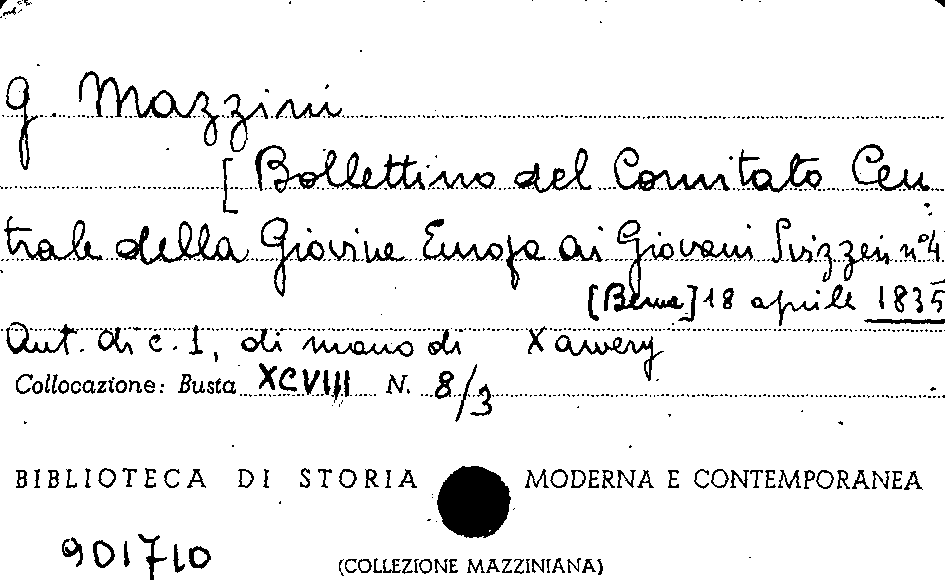 G. Mazzini
[Bollettino del Comitato Cen
trale della Giovine Europa ai Giovani Svizzeri n° 4
[Berna] 18 aprile 1835
Aut. di c. 1, di mano di Xawery
Collocazione: Busta XCVIII N. 8/3
BIBLIOTECA DI STORIA MODERNA E CONTEMPORANEA
901710
(COLLEZIONE MAZZINIANA)